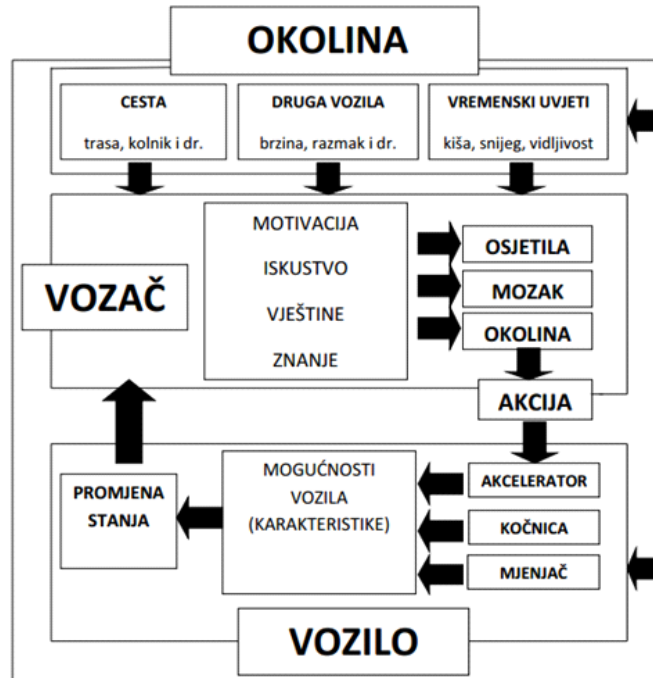 OKOLINA
CESTA
trasa, kolnik i dr.
DRUGA VOZILA
brzina, razmak i dr.
VREMENSKI UVJETI
kiša, snijeg, vidljivost
VOZAČ
MOTIVACIJA
ISKUSTVO
VJEŠTINE
ZNANJE
OSJETILA
MOZAK
OKOLINA
AKCIJA
PROMJENA
STANJA
MOGUĆNOSTI
VOZILA
(KARAKTERISTIKE)
AKCELERATOR
KOČNICA
MJENJAČ
VOZILO